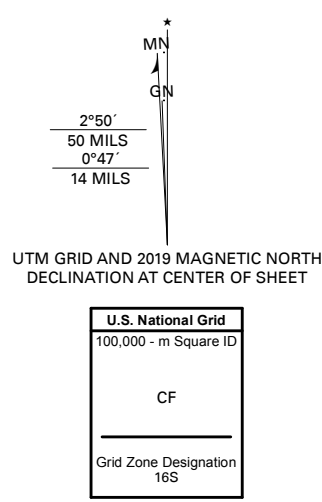 MN
GN
2°50´
50 MILS
0°47´
14 MILS
UTM GRID AND 2019 MAGNETIC NORTH
DECLINATION AT CENTER OF SHEET
U.S. National Grid
100,000 - m Square ID
CF
Grid Zone Designation
16S